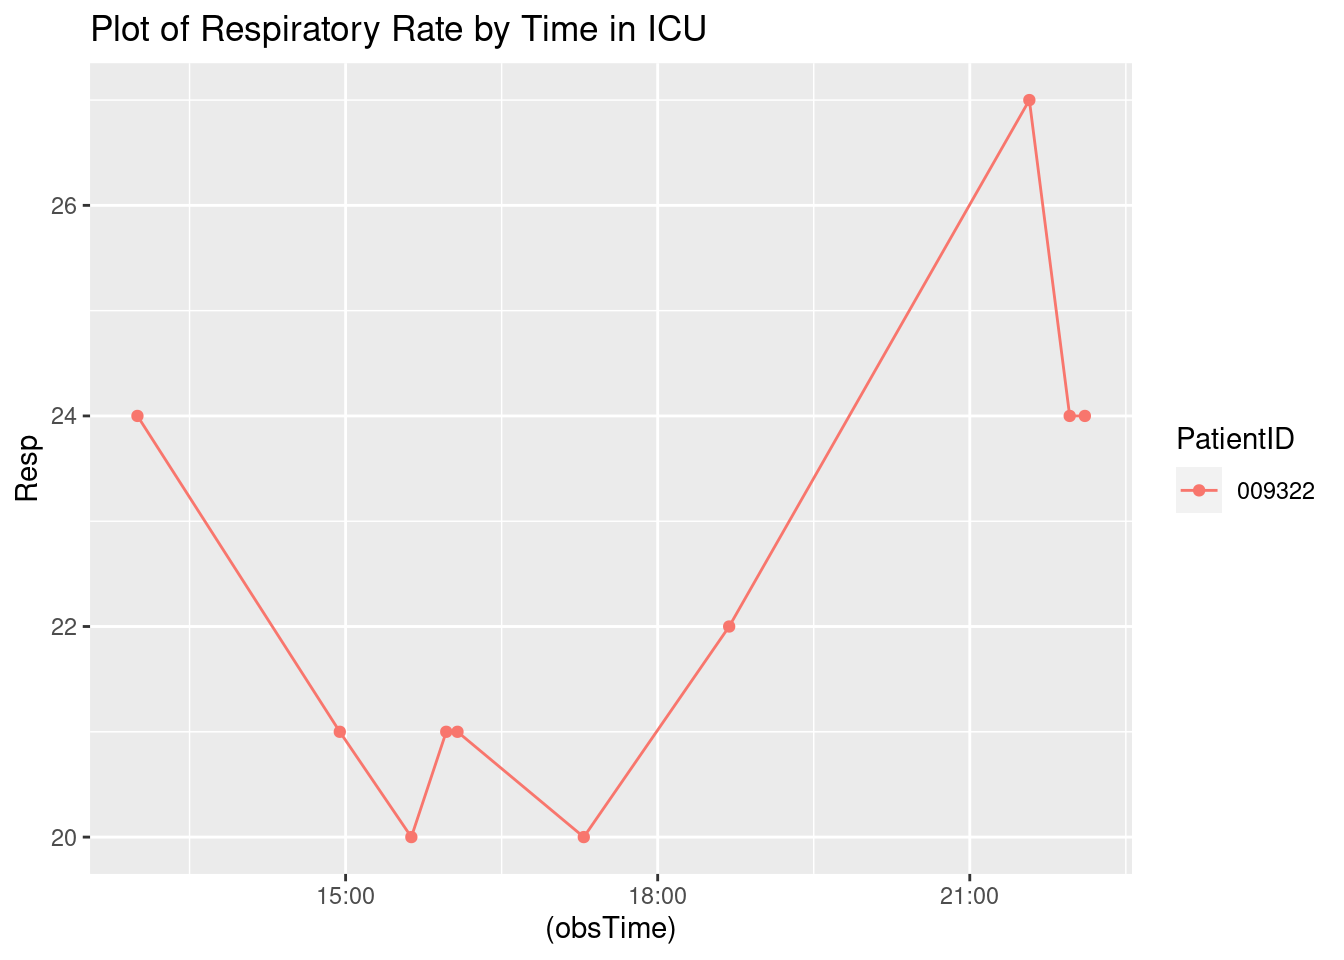 Plot of Respiratory Rate by Time in ICU
26
24
22
20
Resp
15:00 18:00 21:00
(obsTime)
PatientID
009322